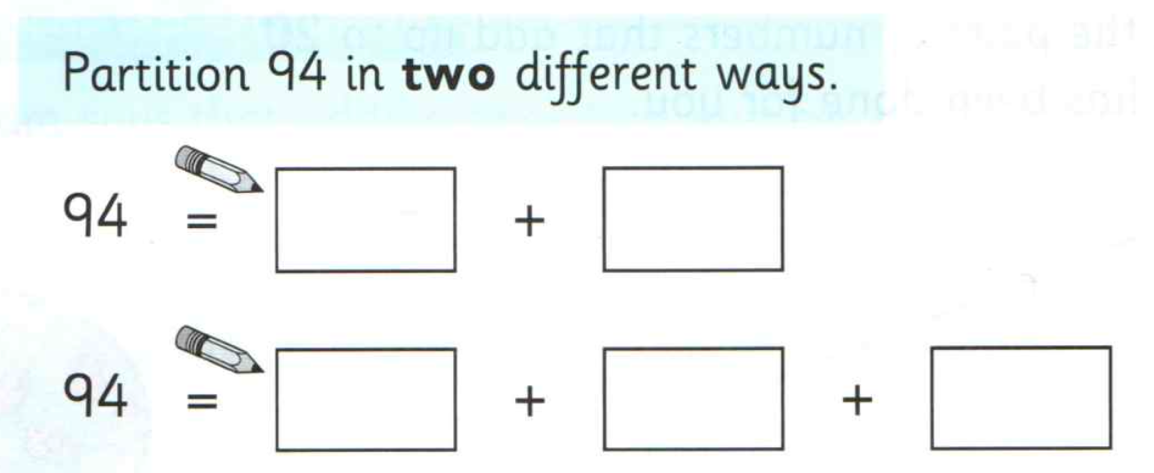 Partition 94 in two different ways.
94 = +
94 = + +